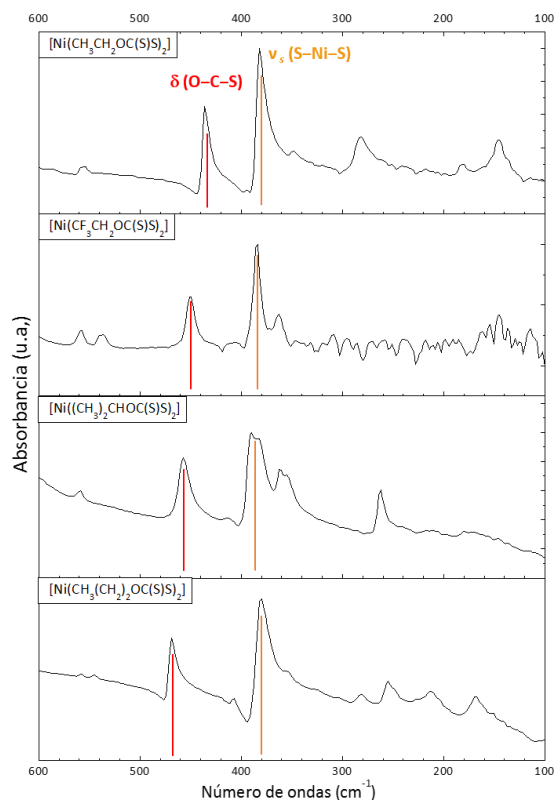 600 500 400 300 200 100
[Ni(CH₃CH₂OC(S)S)₂]
ν_s (S–Ni–S)
δ (O–C–S)
[Ni(CF₃CH₂OC(S)S)₂]
[Ni((CH₃)₂CHOC(S)S)₂]
[Ni(CH₃(CH₂)₂OC(S)S)₂]
Absorbancia (u.a,)
600 500 400 300 200 100
Número de ondas (cm⁻¹)